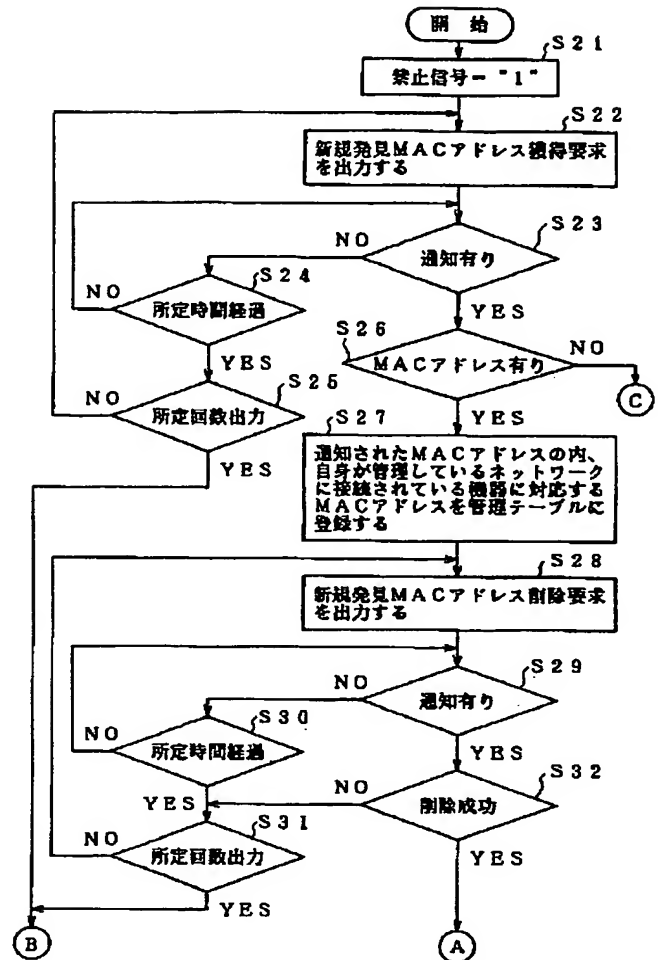 開 始
S21
禁止信号="1"
S22
新規発見MACアドレス獲得要求
を出力する
S23
NO
通知有り
S24
YES
NO
所定時間経過
S26
NO
YES
MACアドレス有り
S25
C
NO
所定回数出力
S27
YES
YES
通知されたMACアドレスの内、
自身が管理しているネットワーク
に接続されている機器に対応する
MACアドレスを管理テーブルに
登録する
S28
新規発見MACアドレス削除要求
を出力する
S29
NO
通知有り
S30
YES
NO
所定時間経過
S32
YES
NO
削除成功
S31
NO
所定回数出力
YES
YES
B
A